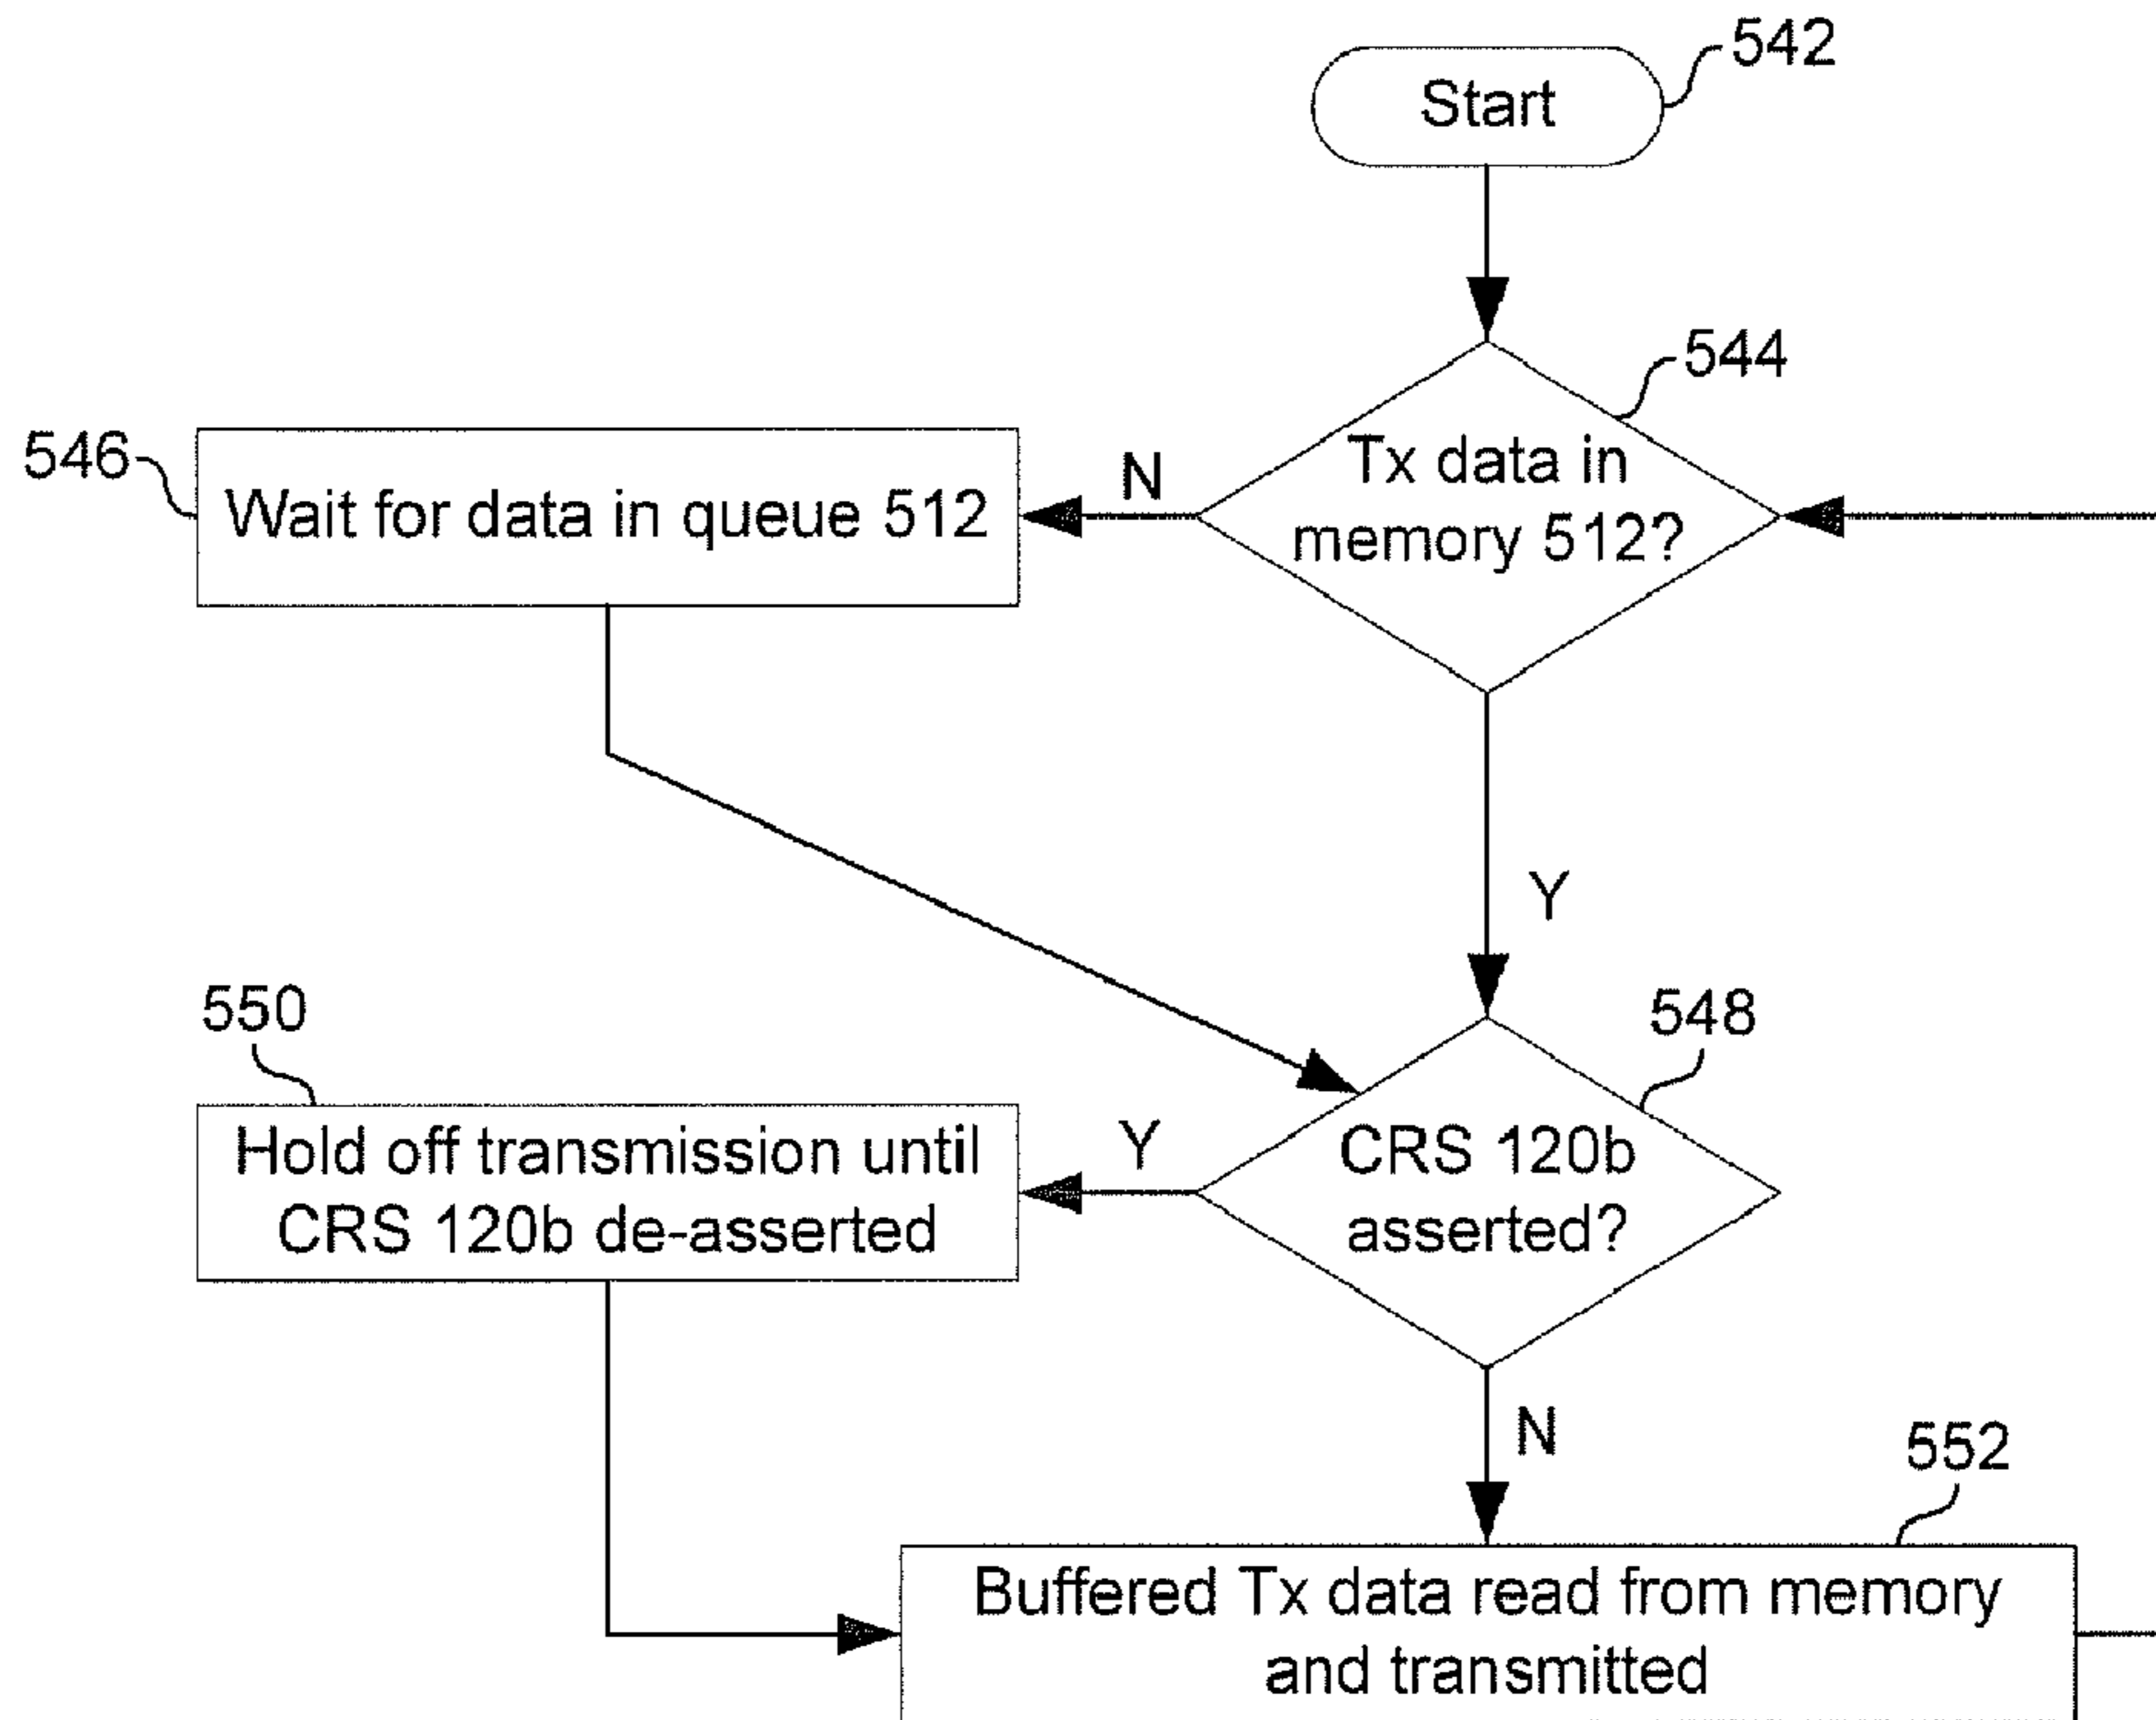 Start
542
544
Tx data in
memory 512?
546
Wait for data in queue 512
N
Y
548
550
CRS 120b
asserted?
Y
Hold off transmission until
CRS 120b de-asserted
N
552
Buffered Tx data read from memory
and transmitted